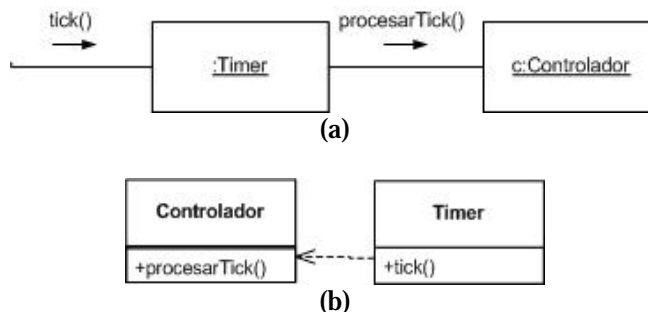 tick()
procesarTick()
:Timer
c:Controlador
(a)
Controlador
Timer
+procesarTick()
+tick()
(b)